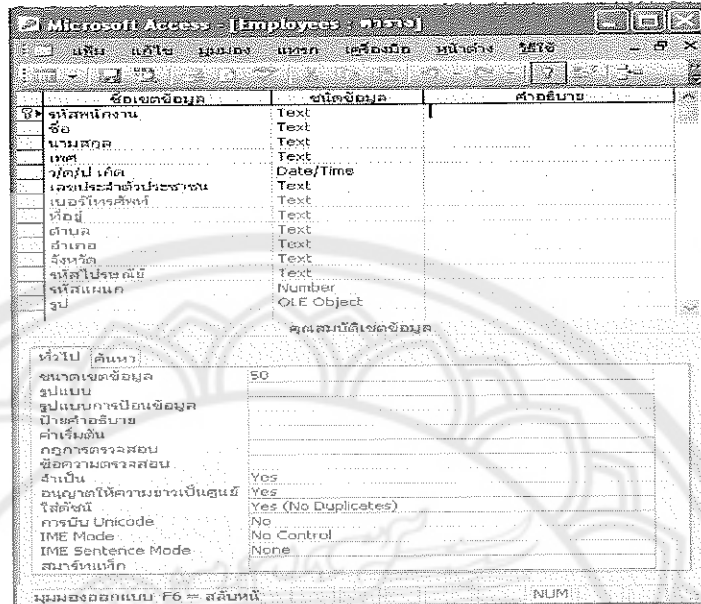 Microsoft Access - [Employees : ตาราง]
แฟ้ม แก้ไข มุมมอง แทรก เครื่องมือ หน้าต่าง วิธีใช้
ชื่อเขตข้อมูล ชนิดข้อมูล คำอธิบาย
รหัสพนักงาน Text
ชื่อ Text
นามสกุล Text
เพศ Text
ว/ด/ป เกิด Date/Time
เลขประจำตัวประชาชน Text
เบอร์โทรศัพท์ Text
ที่อยู่ Text
ตำบล Text
อำเภอ Text
จังหวัด Text
รหัสไปรษณีย์ Text
รหัสแผนก Number
รูป OLE Object
คุณสมบัติเขตข้อมูล
ทั่วไป ค้นหา
ขนาดเขตข้อมูล 50
รูปแบบ
รูปแบบการป้อนข้อมูล
ป้ายคำอธิบาย
ค่าเริ่มต้น
กฎการตรวจสอบ
ข้อความตรวจสอบ
จำเป็น Yes
อนุญาตให้ความยาวเป็นศูนย์ Yes
ใส่ดัชนี Yes (No Duplicates)
การบีบ Unicode No
IME Mode No Control
IME Sentence Mode None
สมาร์ทแท็ก
มุมมองออกแบบ F6 = สลับหน้ NUM